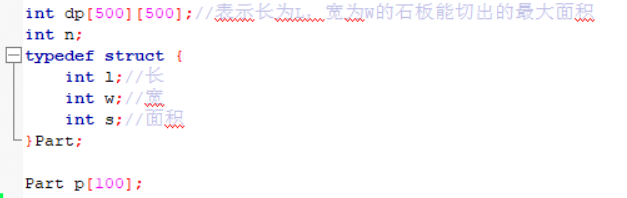 int dp[500][500];//表示长为L,宽为W的石板能切出的最大面积
int n;
typedef struct {
int l;//长
int w;//宽
int s;//面积
}Part;
Part p[100];